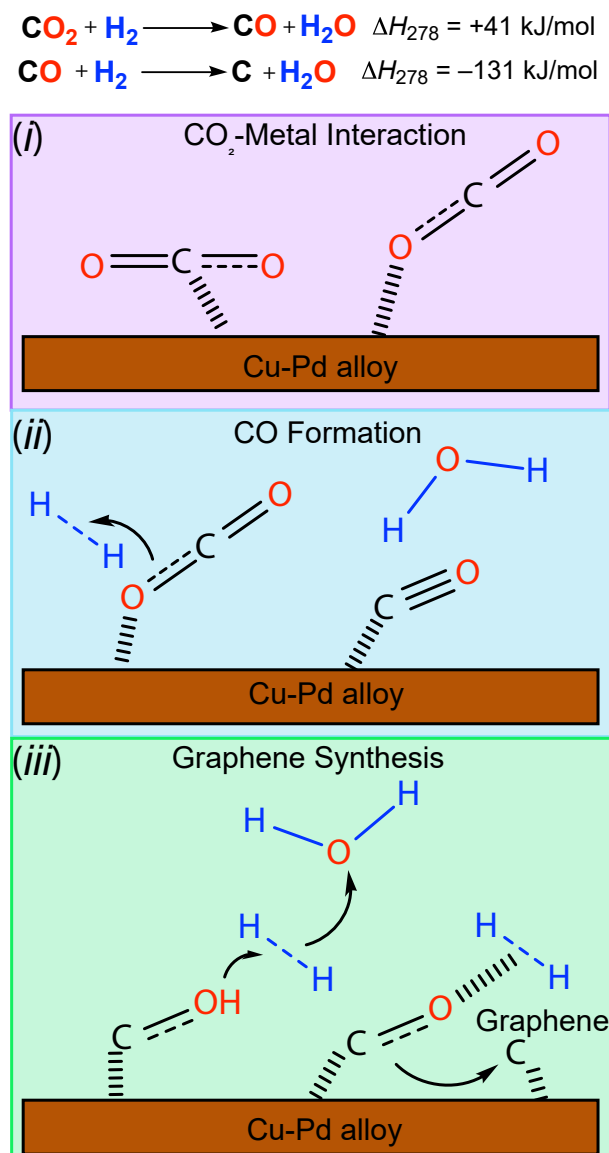 CO₂ + H₂ ⟶ CO + H₂O ΔH₂₇₈ = +41 kJ/mol
CO + H₂ ⟶ C + H₂O ΔH₂₇₈ = –131 kJ/mol
(i) CO₂-Metal Interaction
O
C
O C O
O
Cu-Pd alloy
(ii) CO Formation
O H
H O
H C H
O C O
Cu-Pd alloy
(iii) Graphene Synthesis
H
H O
H H
H O H
OH Graphene
C C C
Cu-Pd alloy